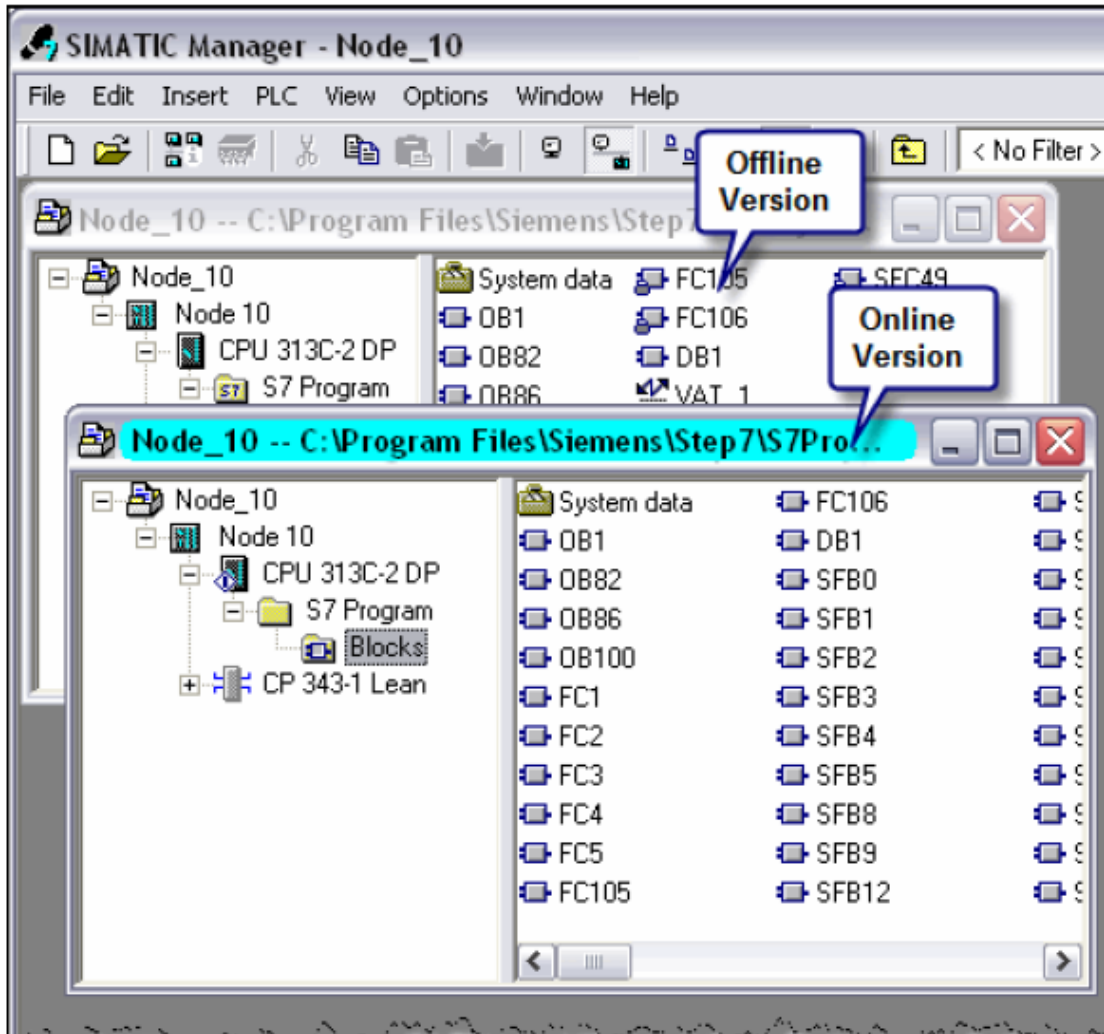 SIMATIC Manager - Node_10
File Edit Insert PLC View Options Window Help
< No Filter >
Offline
Version
Node_10 -- C:\Program Files\Siemens\Step7
Node_10
Node 10
CPU 313C-2 DP
S7 Program
System data
OB1
OB82
OB86
FC105
FC106
DB1
VAT_1
SFC49
Online
Version
Node_10 -- C:\Program Files\Siemens\Step7\S7Pro...
Node_10
Node 10
CPU 313C-2 DP
S7 Program
Blocks
CP 343-1 Lean
System data
OB1
OB82
OB86
OB100
FC1
FC2
FC3
FC4
FC5
FC105
FC106
DB1
SFB0
SFB1
SFB2
SFB3
SFB4
SFB5
SFB8
SFB9
SFB12